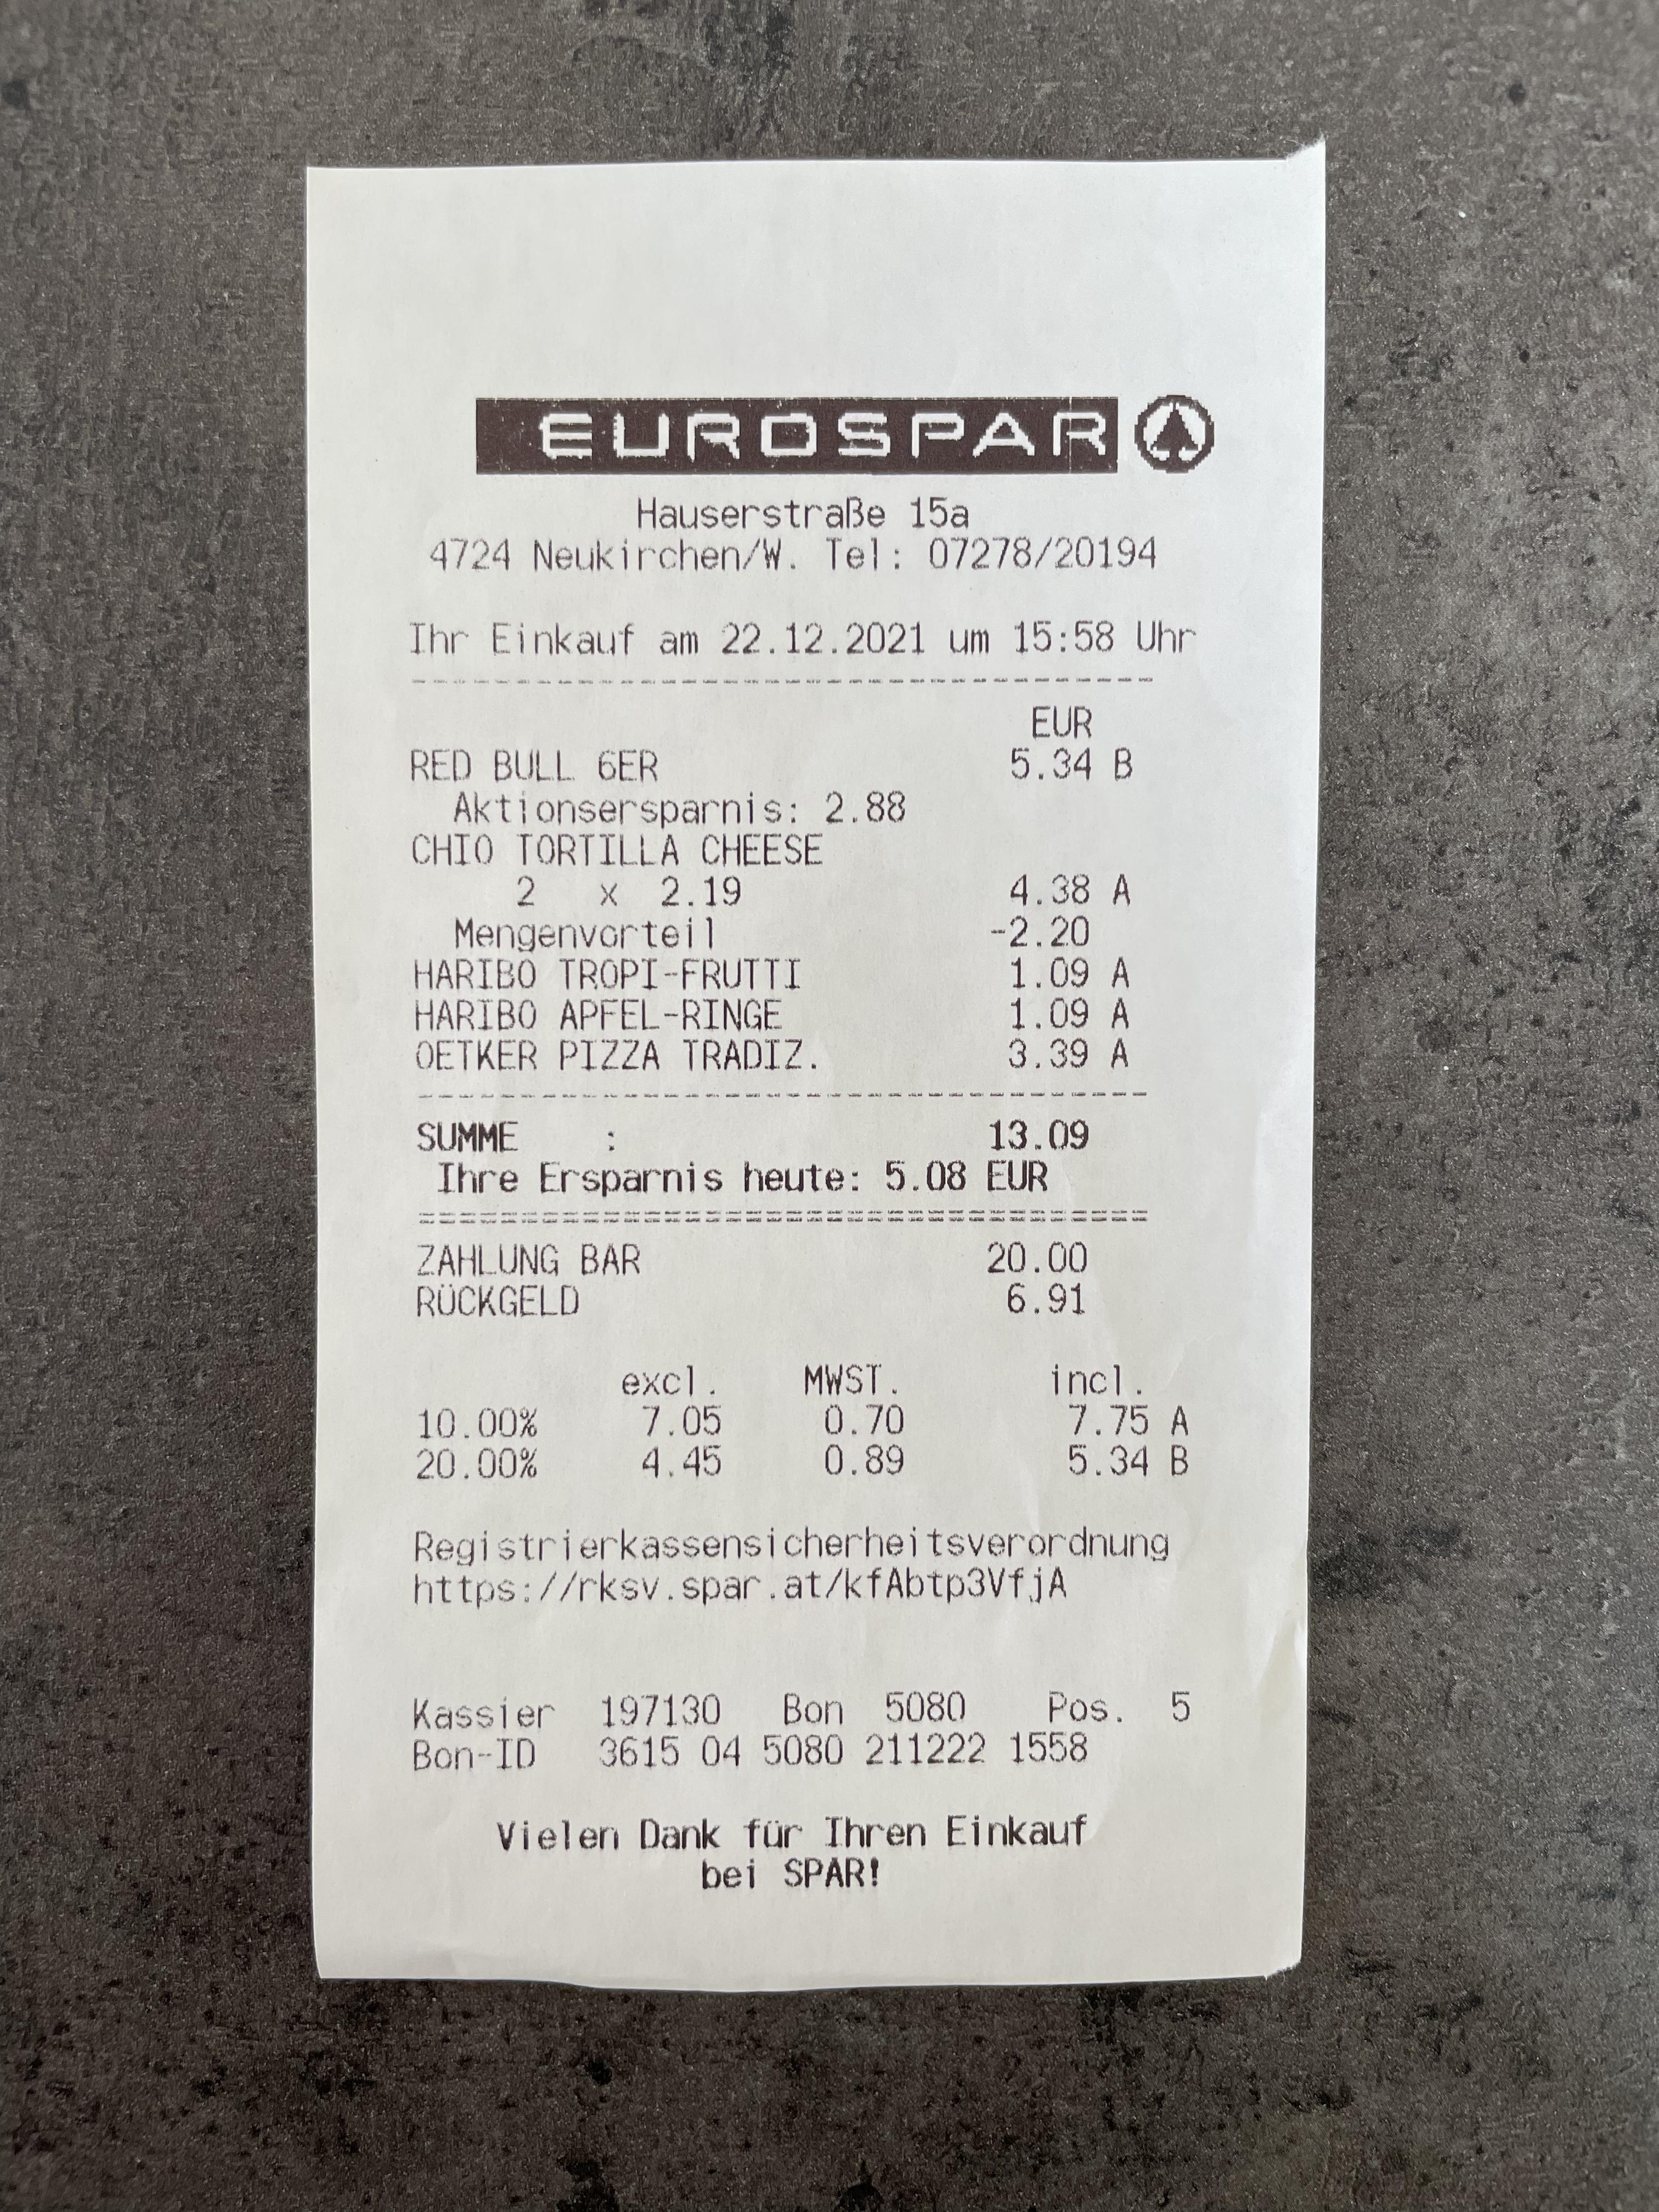 EUROSPAR
Hauserstraße 15a
4724 Neukirchen/W. Tel: 07278/20194
Ihr Einkauf am 22.12.2021 um 15:58 Uhr
EUR
RED BULL 6ER 5.34 B
Aktionsersparnis: 2.88
CHIO TORTILLA CHEESE
2 x 2.19 4.38 A
Mengenvorteil -2.20
HARIBO TROPI-FRUTTI 1.09 A
HARIBO APFEL-RINGE 1.09 A
OETKER PIZZA TRADIZ. 3.39 A
SUMME : 13.09
Ihre Ersparnis heute: 5.08 EUR
ZAHLUNG BAR 20.00
RÜCKGELD 6.91
excl. MWST. incl.
10.00% 7.05 0.70 7.75 A
20.00% 4.45 0.89 5.34 B
Registrierkassensicherheitsverordnung
https://rksv.spar.at/kfAbtp3VfjA
Kassier 197130 Bon 5080 Pos. 5
Bon-ID 3615 04 5080 211222 1558
Vielen Dank für Ihren Einkauf
bei SPAR!